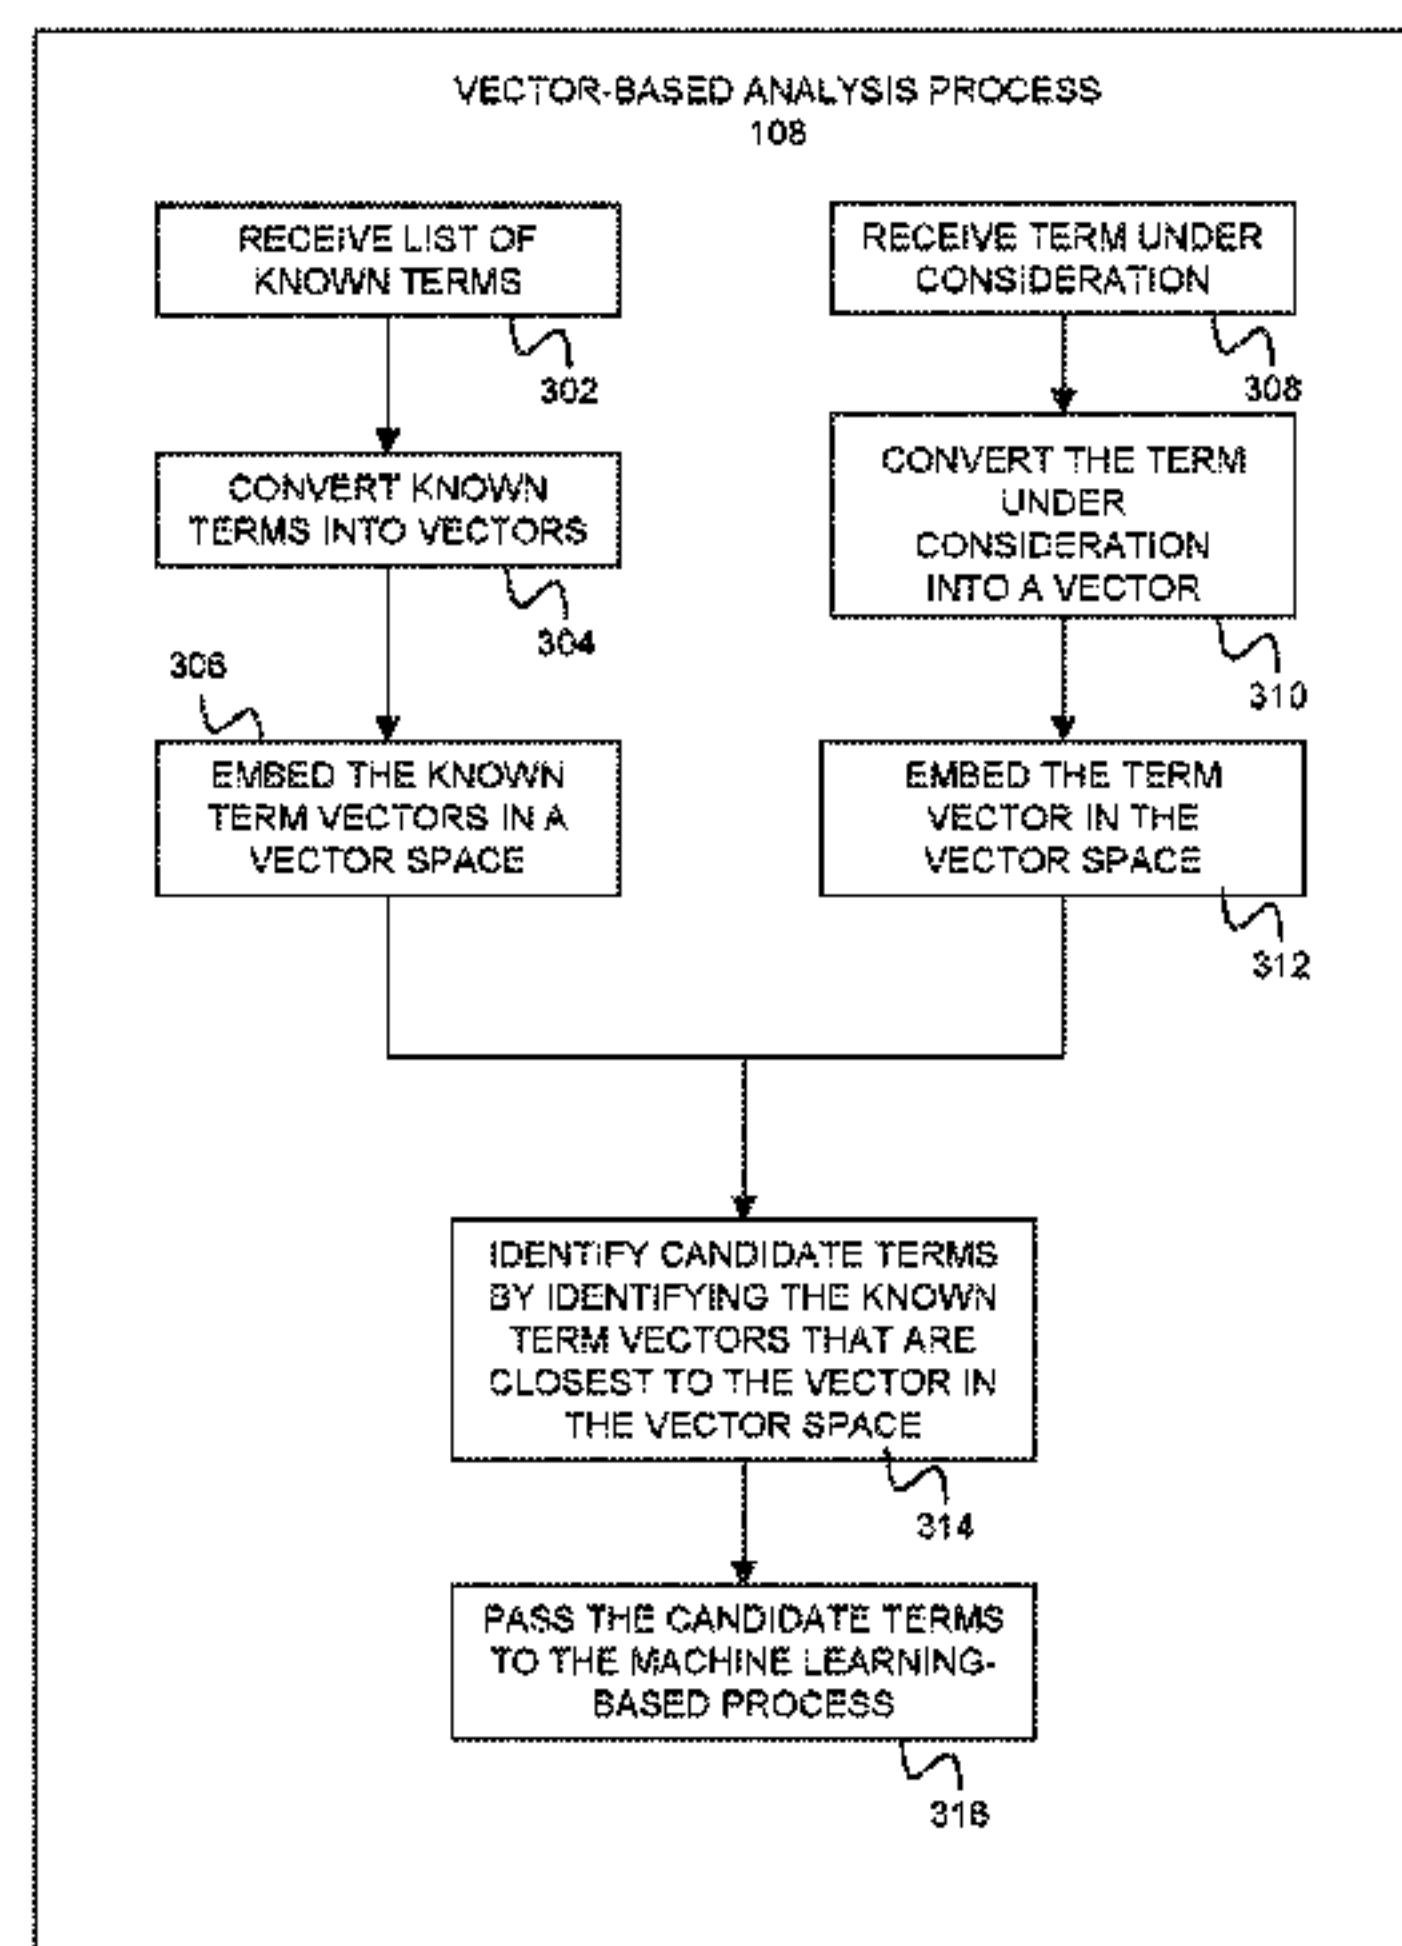 VECTOR-BASED ANALYSIS PROCESS
108
RECEIVE LIST OF
KNOWN TERMS
302
CONVERT KNOWN
TERMS INTO VECTORS
304
306
EMBED THE KNOWN
TERM VECTORS IN A
VECTOR SPACE
RECEIVE TERM UNDER
CONSIDERATION
308
CONVERT THE TERM
UNDER
CONSIDERATION
INTO A VECTOR
310
EMBED THE TERM
VECTOR IN THE
VECTOR SPACE
312
IDENTIFY CANDIDATE TERMS
BY IDENTIFYING THE KNOWN
TERM VECTORS THAT ARE
CLOSEST TO THE VECTOR IN
THE VECTOR SPACE
314
PASS THE CANDIDATE TERMS
TO THE MACHINE LEARNING-
BASED PROCESS
316